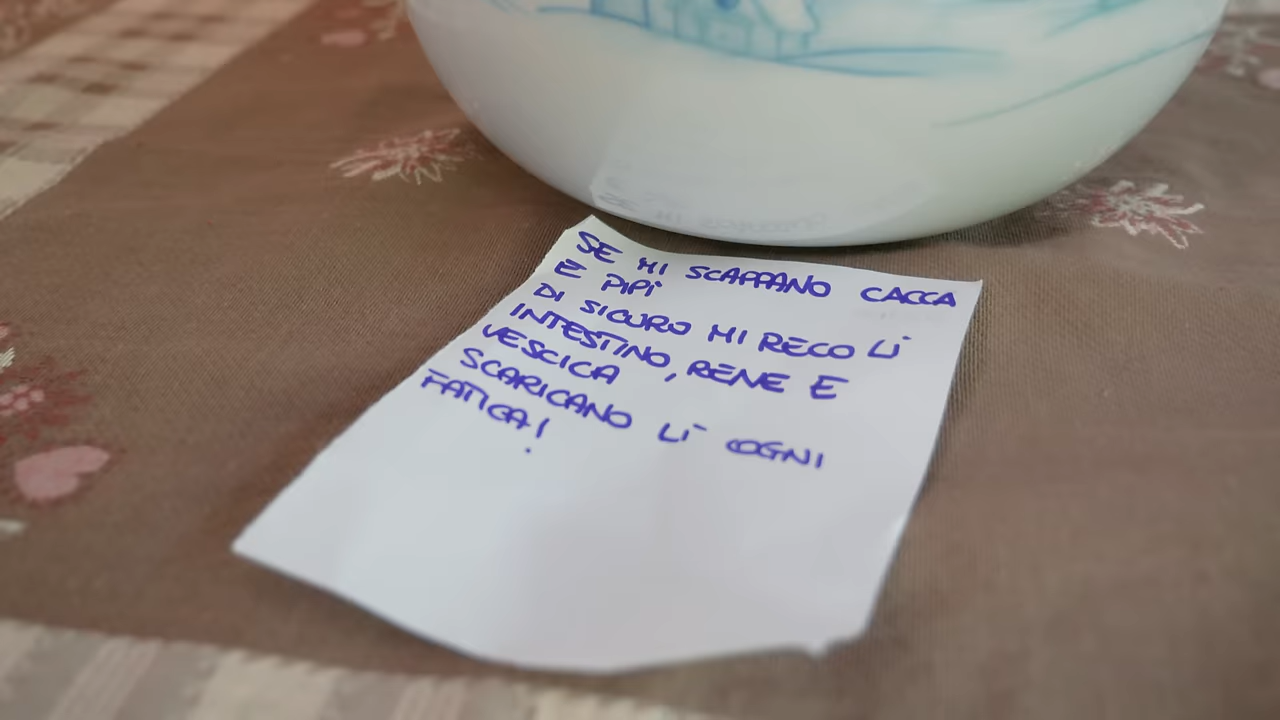 SE MI SCAPPANO CACCA
E PIPÌ
DI SICURO MI RECO LÌ
INTESTINO, RENE E
VESCICA
SCARICANO LÌ OGNI
FATICA!